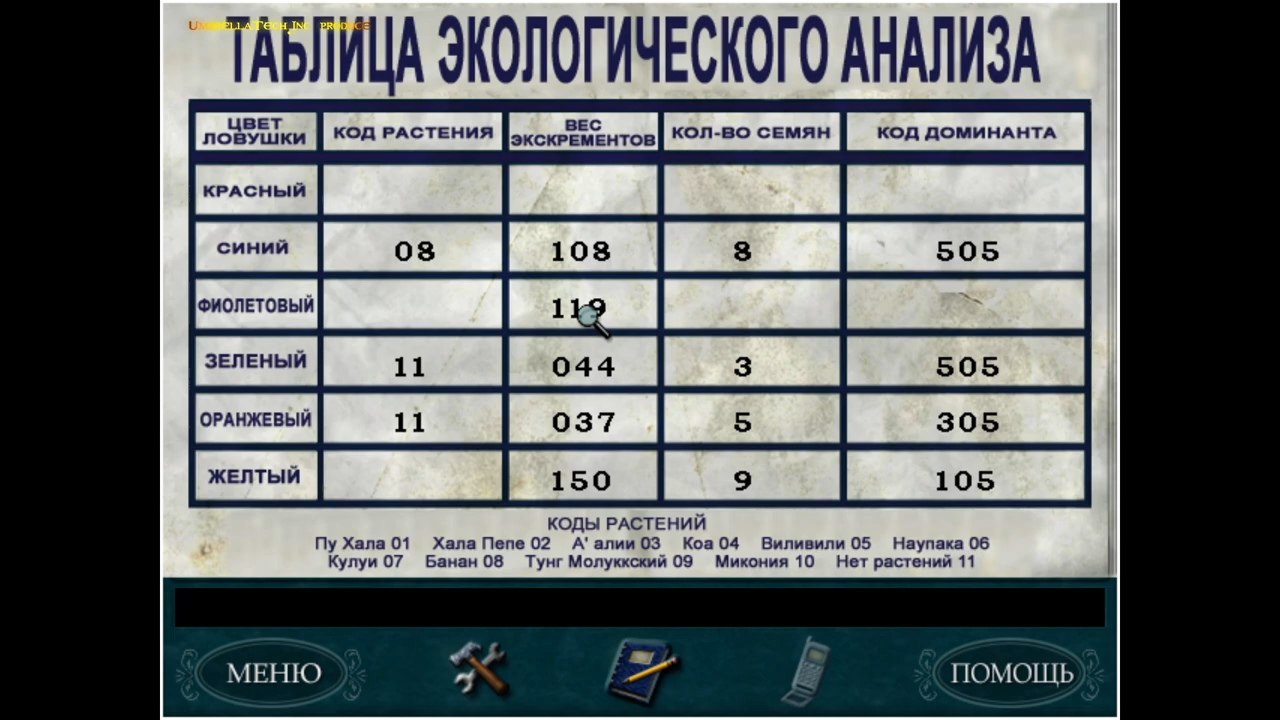 UmbrellaTech,Inc produce
ТАБЛИЦА ЭКОЛОГИЧЕСКОГО АНАЛИЗА
ЦВЕТ ЛОВУШКИ КОД РАСТЕНИЯ ВЕС ЭКСКРЕМЕНТОВ КОЛ-ВО СЕМЯН КОД ДОМИНАНТА
КРАСНЫЙ
СИНИЙ 08 108 8 505
ФИОЛЕТОВЫЙ 119
ЗЕЛЕНЫЙ 11 044 3 505
ОРАНЖЕВЫЙ 11 037 5 305
ЖЕЛТЫЙ 150 9 105
КОДЫ РАСТЕНИЙ
Пу Хала 01 Хала Пепе 02 А' алии 03 Коа 04 Виливили 05 Наупака 06
Кулуи 07 Банан 08 Тунг Молуккский 09 Микония 10 Нет растений 11
МЕНЮ ПОМОЩЬ